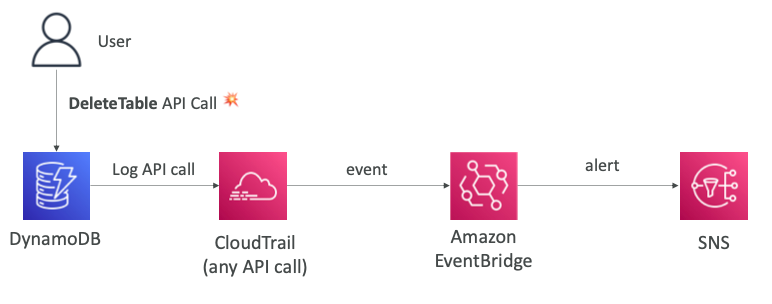 User
DeleteTable API Call
Log API call
event
alert
DynamoDB
CloudTrail
(any API call)
Amazon
EventBridge
SNS